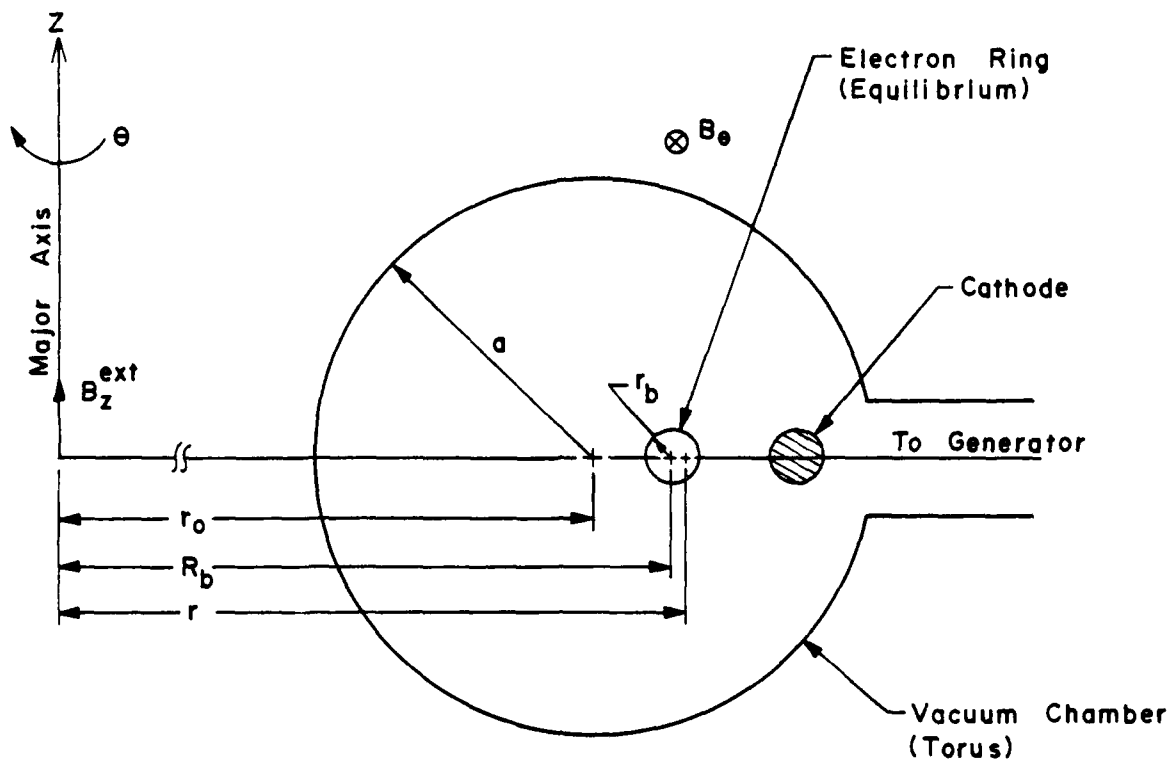 Z
Electron Ring
(Equilibrium)
θ
B_θ
Major Axis
Cathode
a
B_z^ext
r_b
To Generator
r_o
R_b
r
Vacuum Chamber
(Torus)